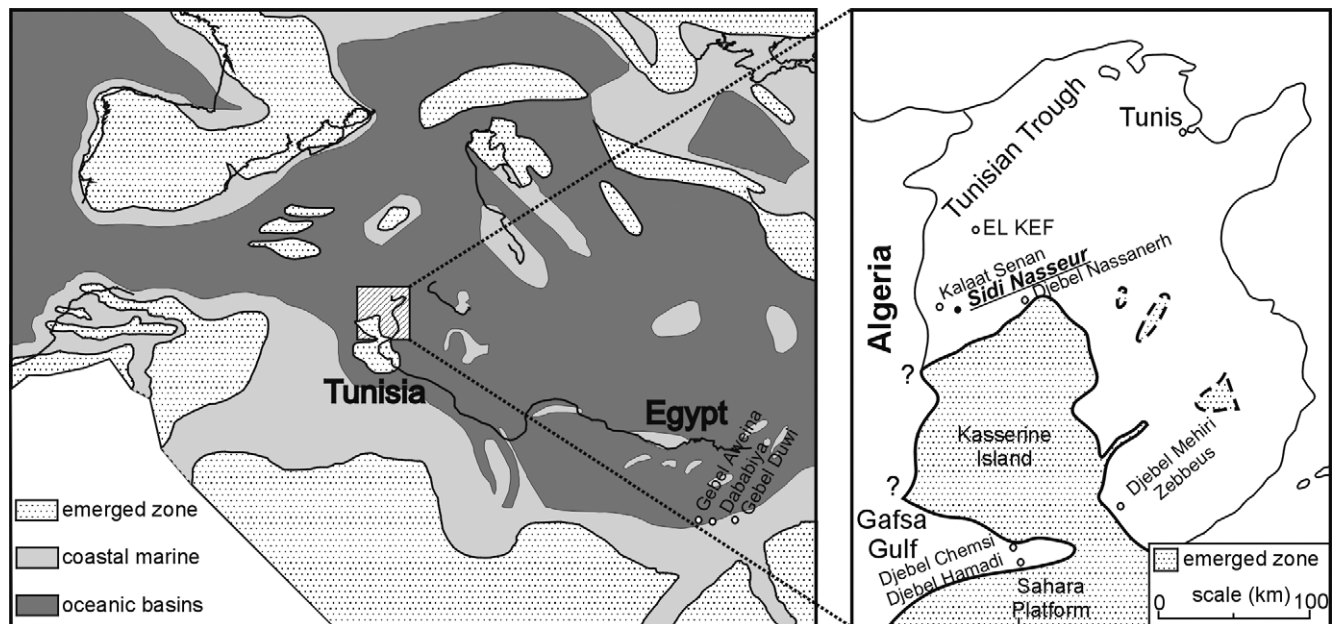 Tunisia
Egypt
Gebel Aweina
Dababiya
Gebel Duwi
emerged zone
coastal marine
oceanic basins
Tunisian Trough
Tunis
EL KEF
Kalaat Senan
Sidi Nasseur
Djebel Nassanerh
Algeria
?
Kasserine
Island
?
Djebel Mehiri
Zebbeus
Gafsa
Gulf
Djebel Chemsi
Djebel Hamadi
Sahara
Platform
emerged zone
scale (km)
0
100